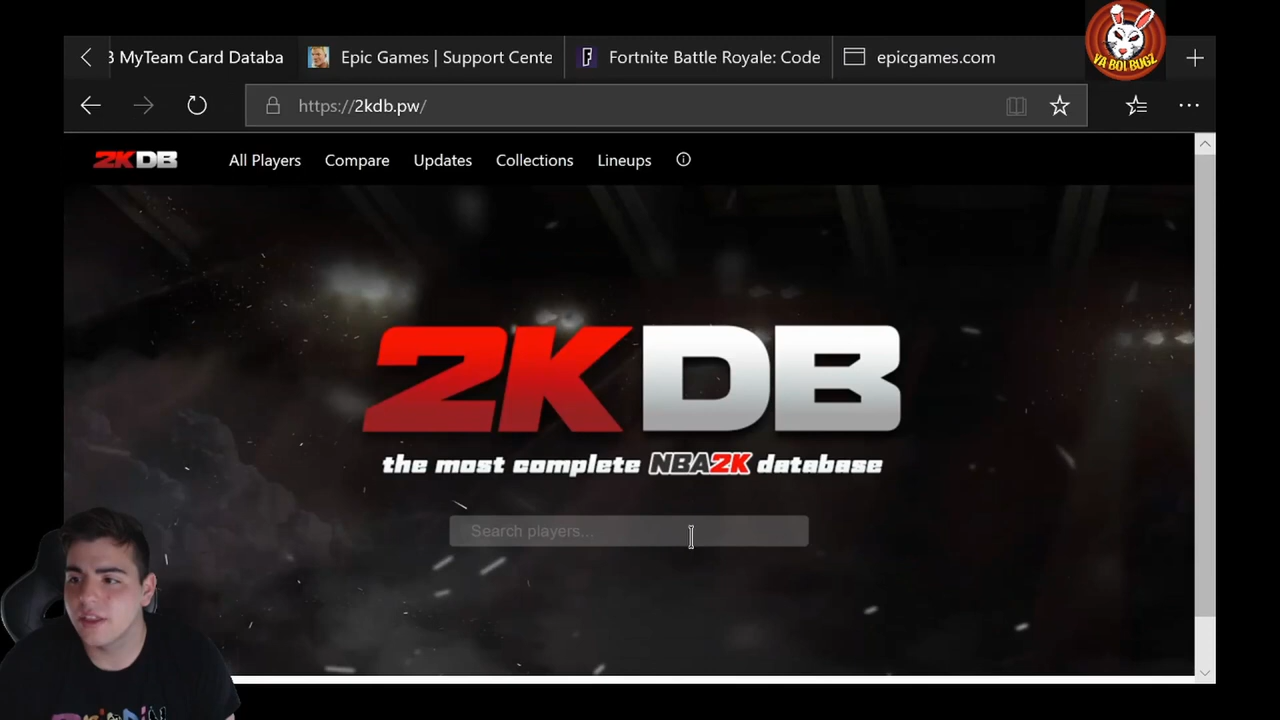 YA BOI BUGZ
3 MyTeam Card Databa
Epic Games | Support Cente
Fortnite Battle Royale: Code
epicgames.com
https://2kdb.pw/
2KDB
All Players
Compare
Updates
Collections
Lineups
2KDB
the most complete NBA2K database
Search players...